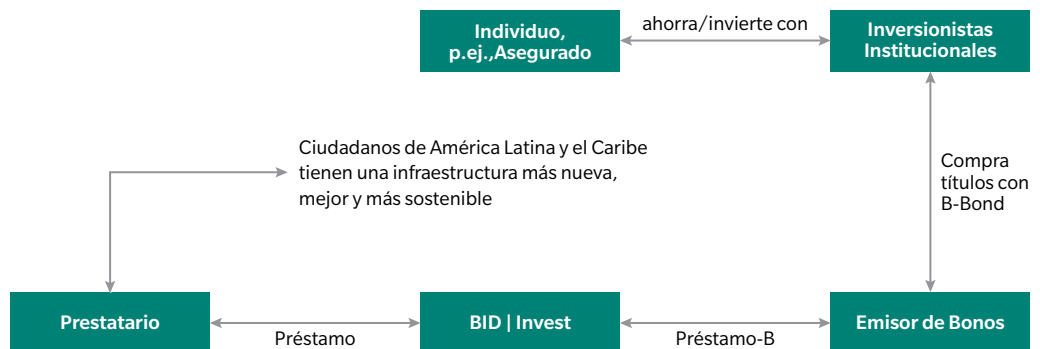 Individuo,
p.ej.,Asegurado
ahorra/invierte con
Inversionistas
Institucionales
Ciudadanos de América Latina y el Caribe
tienen una infraestructura más nueva,
mejor y más sostenible
Compra
títulos con
B-Bond
Prestatario
Préstamo
BID | Invest
Préstamo-B
Emisor de Bonos